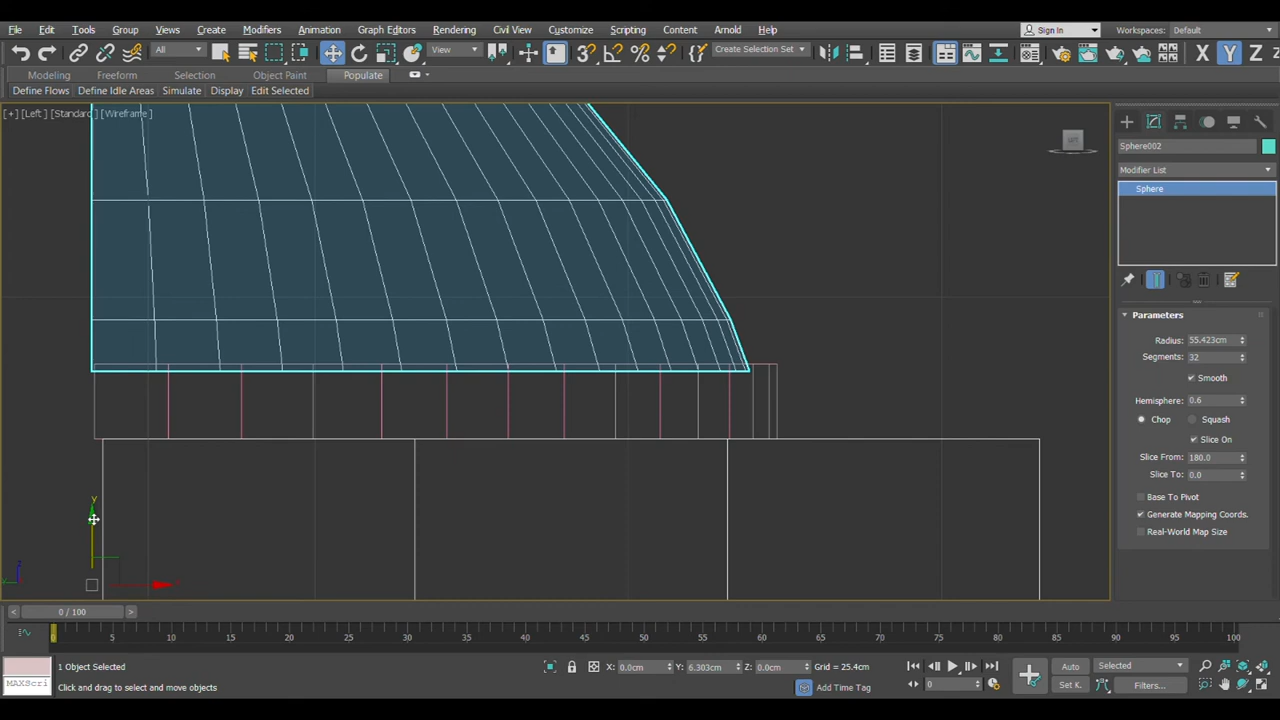 File Edit Tools Group Views Create Modifiers Animation Graph Editors Rendering Civil View Customize Scripting Content Arnold Help Sign In Workspaces: Default
All View Create Selection Set X Y Z
Modeling Freeform Selection Object Paint Populate
Define Flows Define Idle Areas Simulate Display Edit Selected
[+] [Left] [Standard] [Wireframe]
Sphere002
Modifier List
Sphere
Parameters
Radius: 55.423cm
Segments: 32
Smooth
Hemisphere: 0.6
Chop Squash
Slice On
Slice From: 180.0
Slice To: 0.0
Base To Pivot
Generate Mapping Coords.
Real-World Map Size
y
z
< 0 / 100 >
0 5 10 15 20 25 30 35 40 45 50 55 60 65 70 75 80 85 90 95 100
1 Object Selected X: 0.0cm Y: 6.303cm Z: 0.0cm Grid = 25.4cm Auto Selected
MAXScri Click and drag to select and move objects Add Time Tag 0 Set K. Filters...